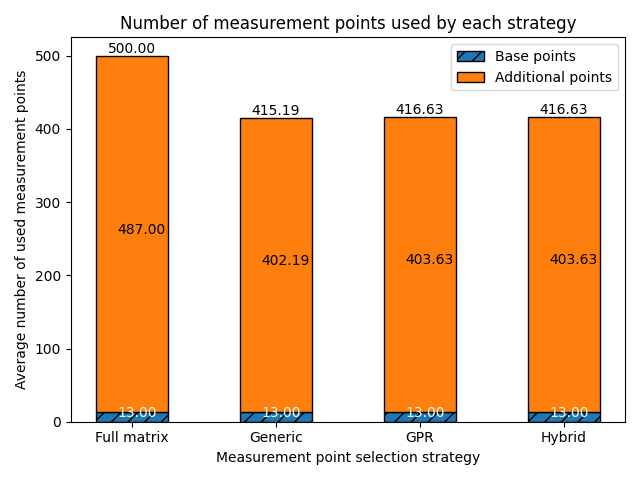 Number of measurement points used by each strategy
Average number of used measurement points
500
400
300
200
100
0
Base points
Additional points
500.00
415.19
416.63
416.63
487.00
402.19
403.63
403.63
13.00
13.00
13.00
13.00
Full matrix
Generic
GPR
Hybrid
Measurement point selection strategy